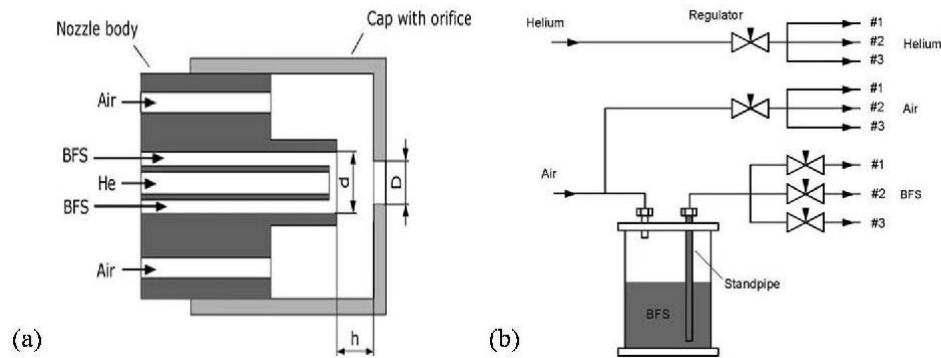 Cap with orifice
Nozzle body
Air
BFS
He
BFS
Air
d
D
h
(a)
Helium
Regulator
#1
#2
#3
Helium
Air
#1
#2
#3
Air
#1
#2
#3
BFS
Standpipe
BFS
(b)